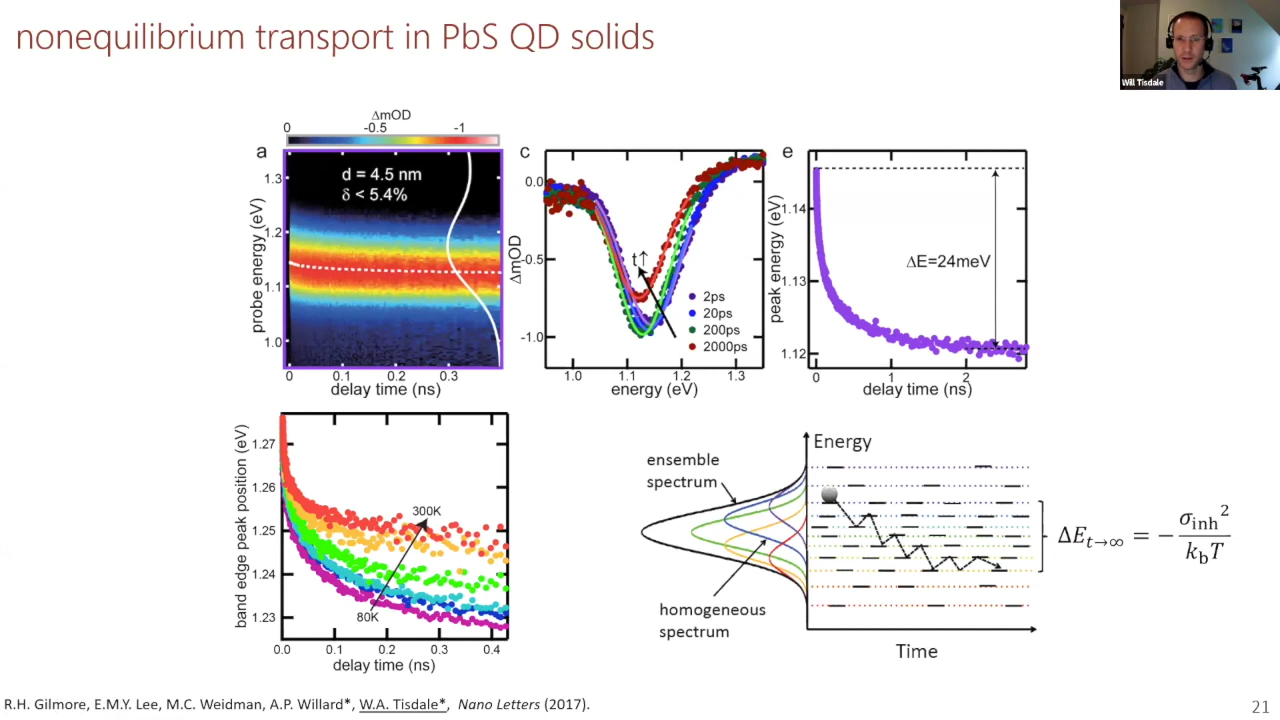 nonequilibrium transport in PbS QD solids
Will Tisdale
ΔmOD
0 -0.5 -1
a
d = 4.5 nm
δ < 5.4%
1.3
1.2
1.1
1.0
probe energy (eV)
0 0.1 0.2 0.3
delay time (ns)
c
0.0
-0.5
-1.0
ΔmOD
t↑
2ps
20ps
200ps
2000ps
1.0 1.1 1.2 1.3
energy (eV)
e
1.14
1.13
1.12
peak energy (eV)
ΔE=24meV
0 1 2
delay time (ns)
1.27
1.26
1.25
1.24
1.23
band edge peak position (eV)
300K
80K
0.0 0.1 0.2 0.3 0.4
delay time (ns)
Energy
ensemble
spectrum
homogeneous
spectrum
Time
ΔE_{t→∞} = − σ_{inh}² / k_bT
R.H. Gilmore, E.M.Y. Lee, M.C. Weidman, A.P. Willard*, W.A. Tisdale*, Nano Letters (2017).
21